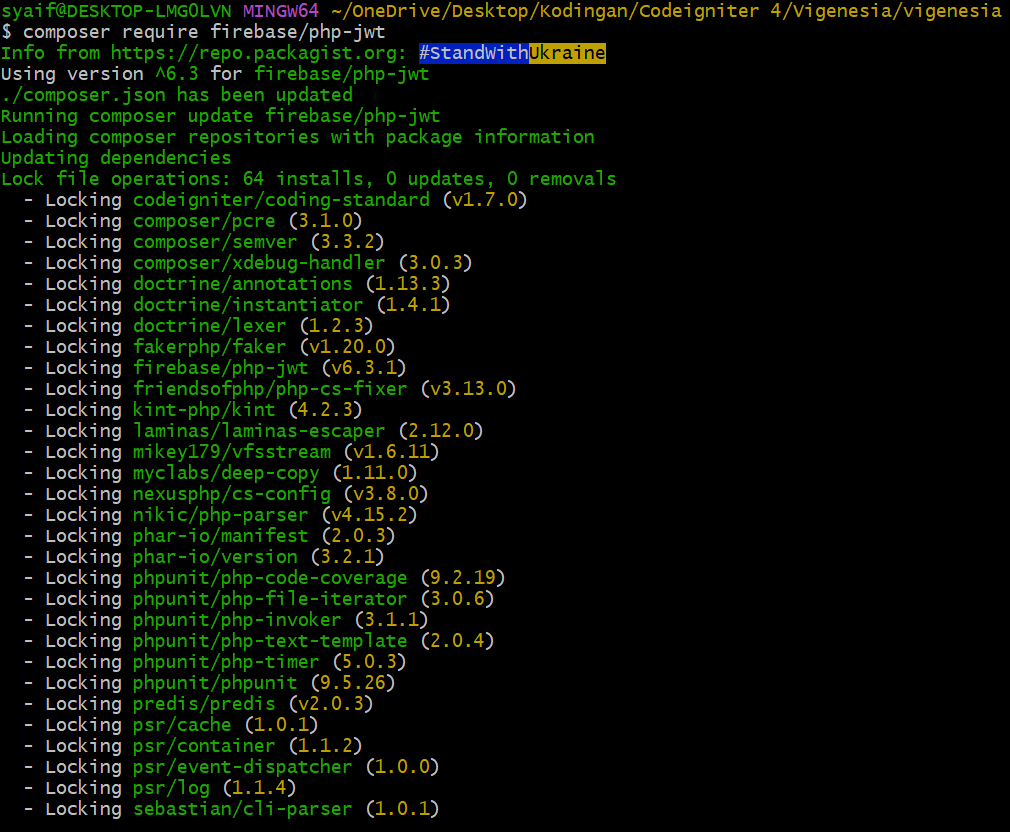 syaif@DESKTOP-LMG0LVN MINGW64 ~/OneDrive/Desktop/Kodingan/Codeigniter 4/Vigenesia/vigenesia
$ composer require firebase/php-jwt
Info from https://repo.packagist.org: #StandWithUkraine
Using version ^6.3 for firebase/php-jwt
./composer.json has been updated
Running composer update firebase/php-jwt
Loading composer repositories with package information
Updating dependencies
Lock file operations: 64 installs, 0 updates, 0 removals
  - Locking codeigniter/coding-standard (v1.7.0)
  - Locking composer/pcre (3.1.0)
  - Locking composer/semver (3.3.2)
  - Locking composer/xdebug-handler (3.0.3)
  - Locking doctrine/annotations (1.13.3)
  - Locking doctrine/instantiator (1.4.1)
  - Locking doctrine/lexer (1.2.3)
  - Locking fakerphp/faker (v1.20.0)
  - Locking firebase/php-jwt (v6.3.1)
  - Locking friendsofphp/php-cs-fixer (v3.13.0)
  - Locking kint-php/kint (4.2.3)
  - Locking laminas/laminas-escaper (2.12.0)
  - Locking mikey179/vfsstream (v1.6.11)
  - Locking myclabs/deep-copy (1.11.0)
  - Locking nexusphp/cs-config (v3.8.0)
  - Locking nikic/php-parser (v4.15.2)
  - Locking phar-io/manifest (2.0.3)
  - Locking phar-io/version (3.2.1)
  - Locking phpunit/php-code-coverage (9.2.19)
  - Locking phpunit/php-file-iterator (3.0.6)
  - Locking phpunit/php-invoker (3.1.1)
  - Locking phpunit/php-text-template (2.0.4)
  - Locking phpunit/php-timer (5.0.3)
  - Locking phpunit/phpunit (9.5.26)
  - Locking predis/predis (v2.0.3)
  - Locking psr/cache (1.0.1)
  - Locking psr/container (1.1.2)
  - Locking psr/event-dispatcher (1.0.0)
  - Locking psr/log (1.1.4)
  - Locking sebastian/cli-parser (1.0.1)